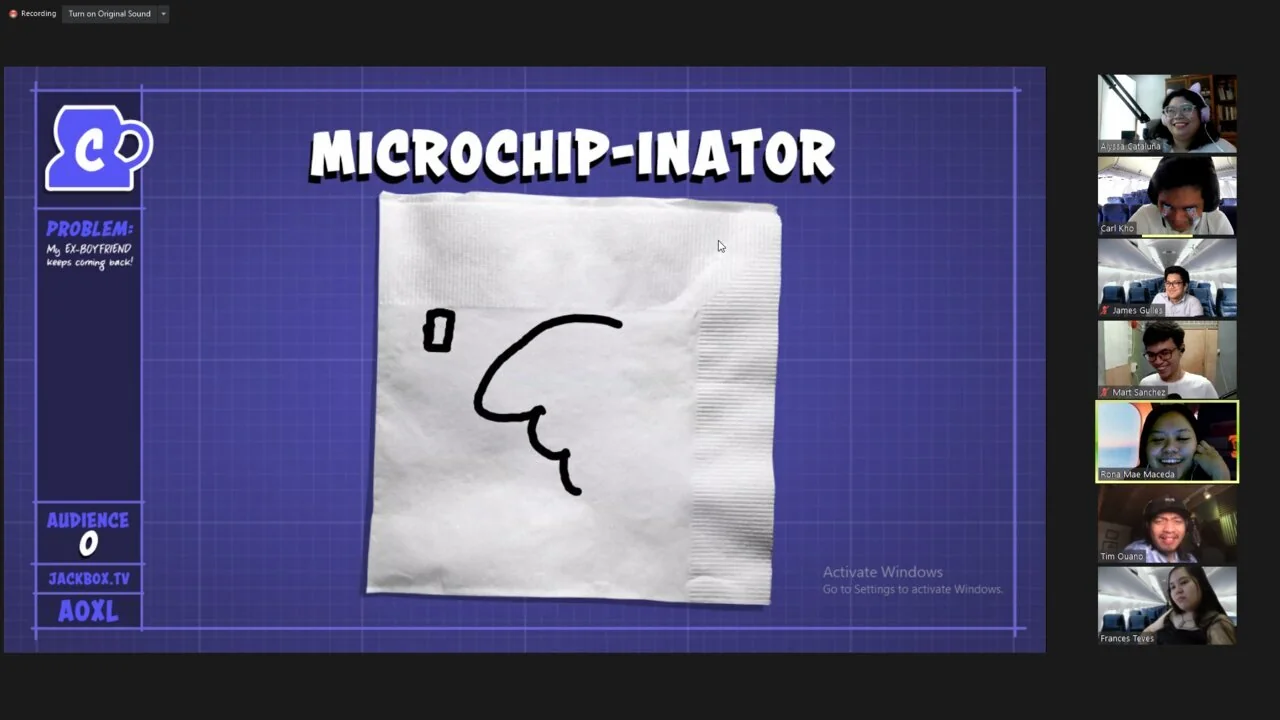 Recording
Turn on Original Sound
C
MICROCHIP-INATOR
PROBLEM:
My EX-BOYFRIEND
keeps coming back!
AUDIENCE
0
JACKBOX.TV
AOXL
Activate Windows
Go to Settings to activate Windows.
Alyssa Cataluña
Carl Kho
James Gulles
Mart Sanchez
Rona Mae Maceda
Tim Ouano
Frances Teves